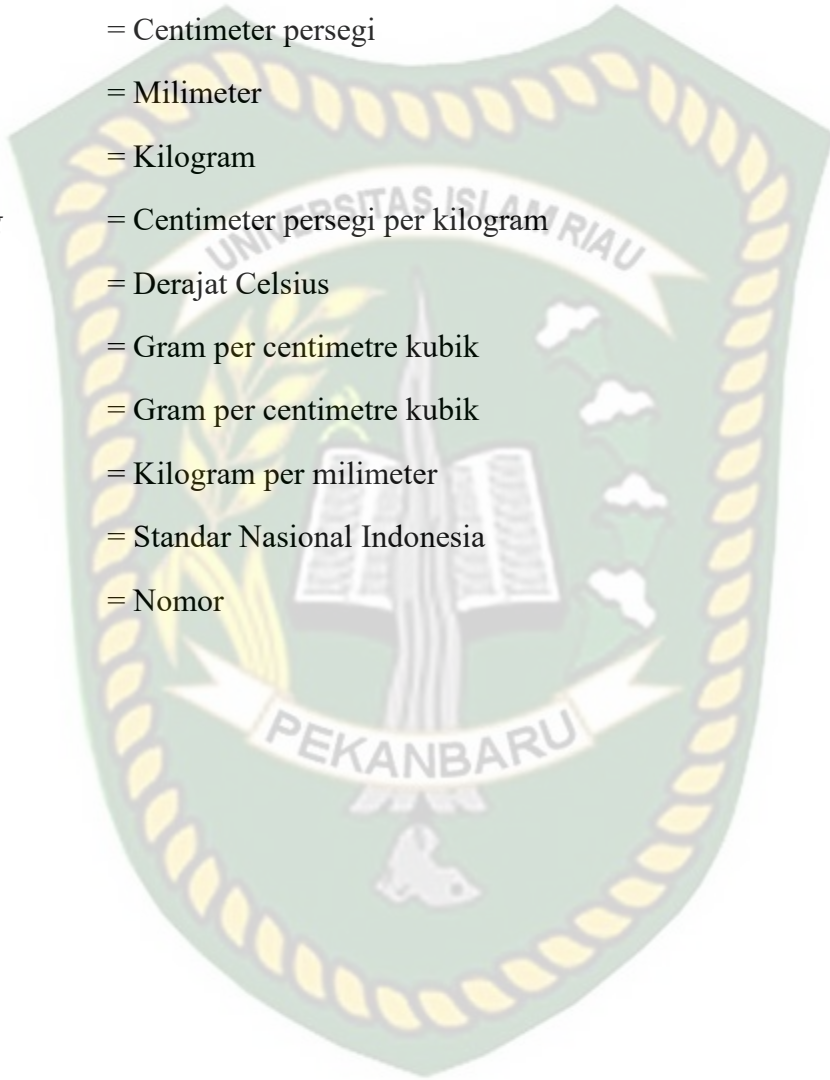 = Centimeter persegi
= Milimeter
= Kilogram
= Centimeter persegi per kilogram
UNIVERSITAS ISLAM RIAU
= Derajat Celsius
= Gram per centimetre kubik
= Gram per centimetre kubik
= Kilogram per milimeter
= Standar Nasional Indonesia
= Nomor
PEKANBARU